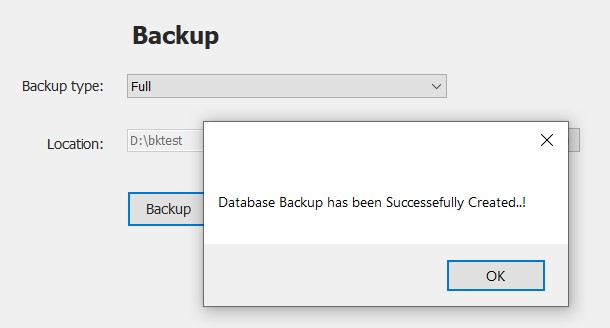 Backup
Backup type: Full
Location: D:\bktest
Database Backup has been Successefully Created..!
Backup
OK